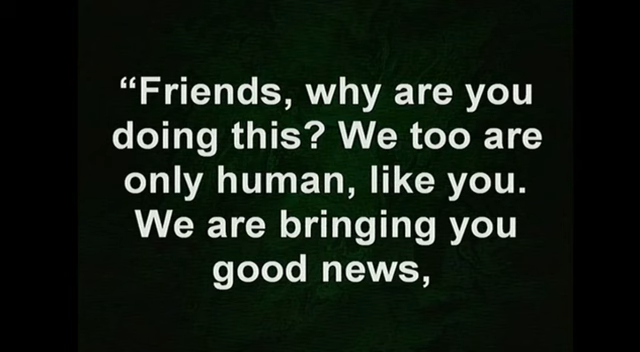 “Friends, why are you
doing this? We too are
only human, like you.
We are bringing you
good news,